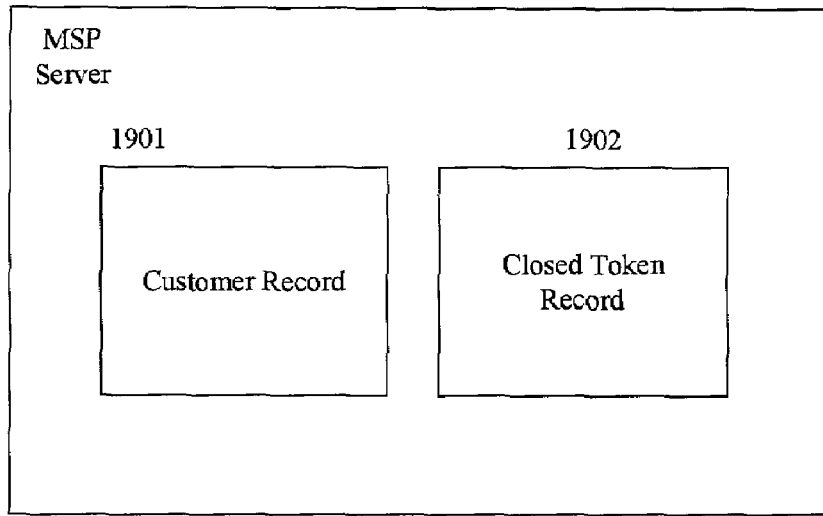 MSP
Server
1901
1902
Customer Record
Closed Token
Record